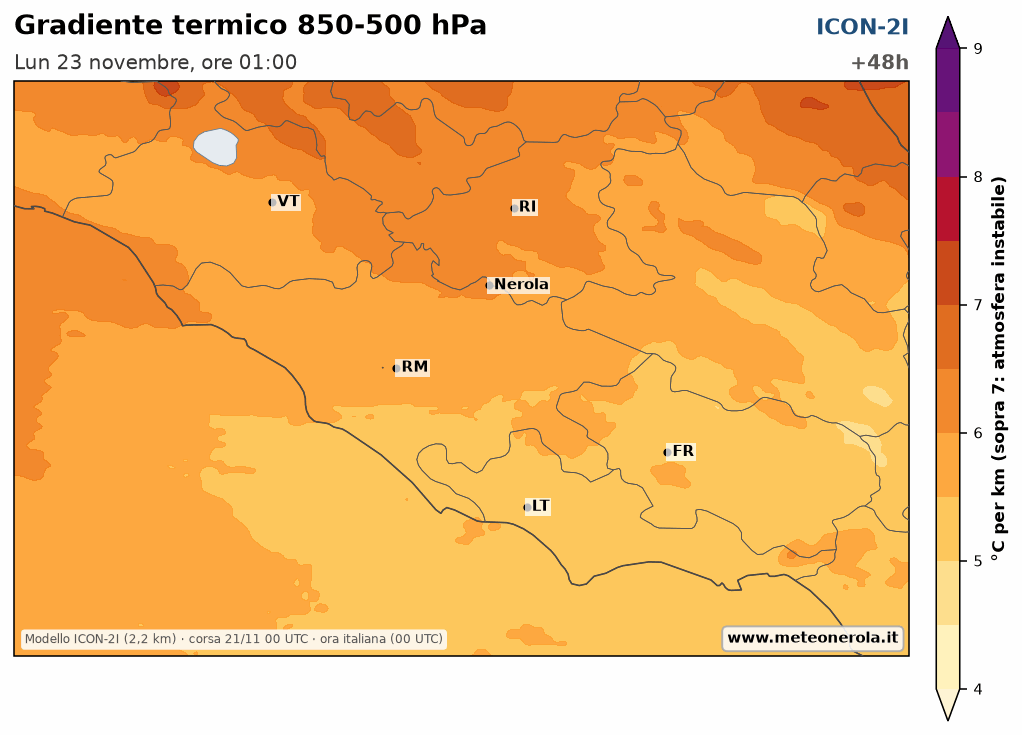 Gradiente termico 850-500 hPa
ICON-2I
Lun 23 novembre, ore 01:00
+48h
VT
RI
Nerola
RM
FR
LT
Modello ICON-2I (2,2 km) · corsa 21/11 00 UTC · ora italiana (00 UTC)
www.meteonerola.it
9
8
7
6
5
4
°C per km (sopra 7: atmosfera instabile)